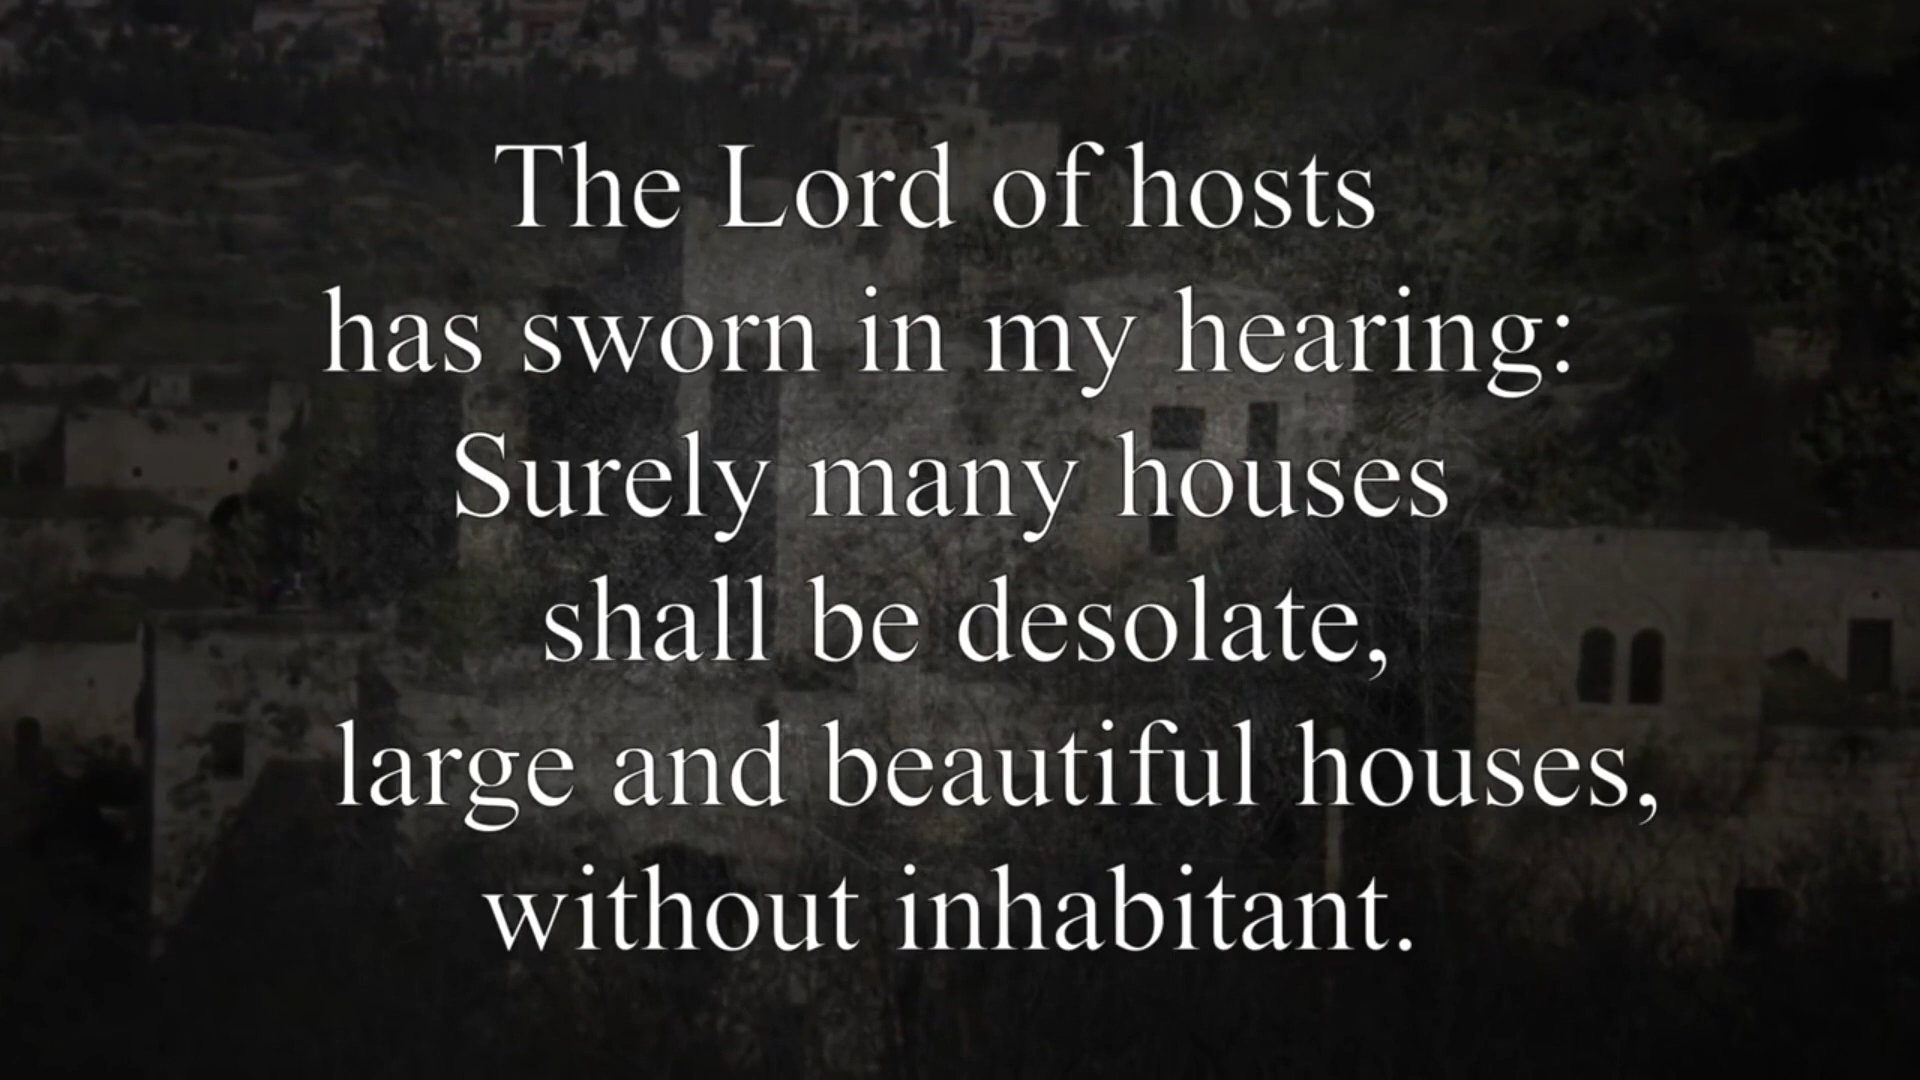 The Lord of hosts
has sworn in my hearing:
Surely many houses
shall be desolate,
large and beautiful houses,
without inhabitant.